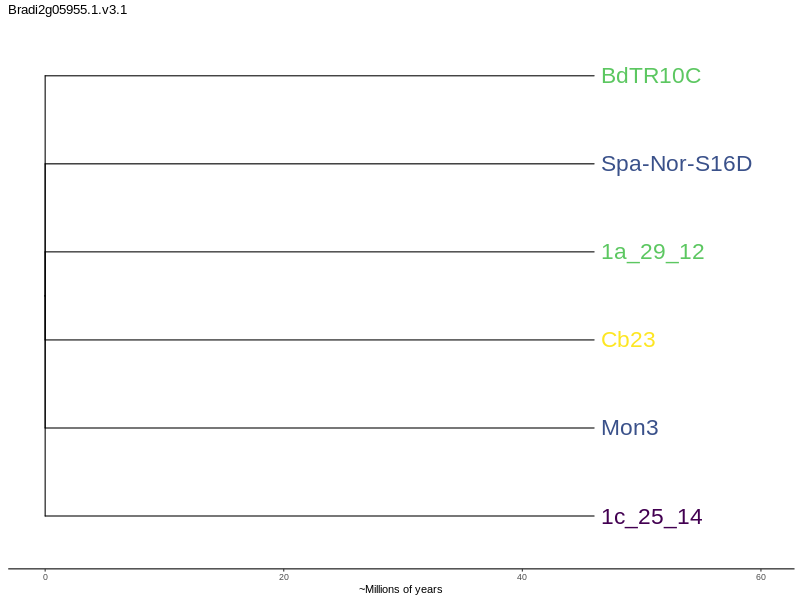 Bradi2g05955.1.v3.1
BdTR10C
Spa-Nor-S16D
1a_29_12
Cb23
Mon3
1c_25_14
0 20 40 60
~Millions of years